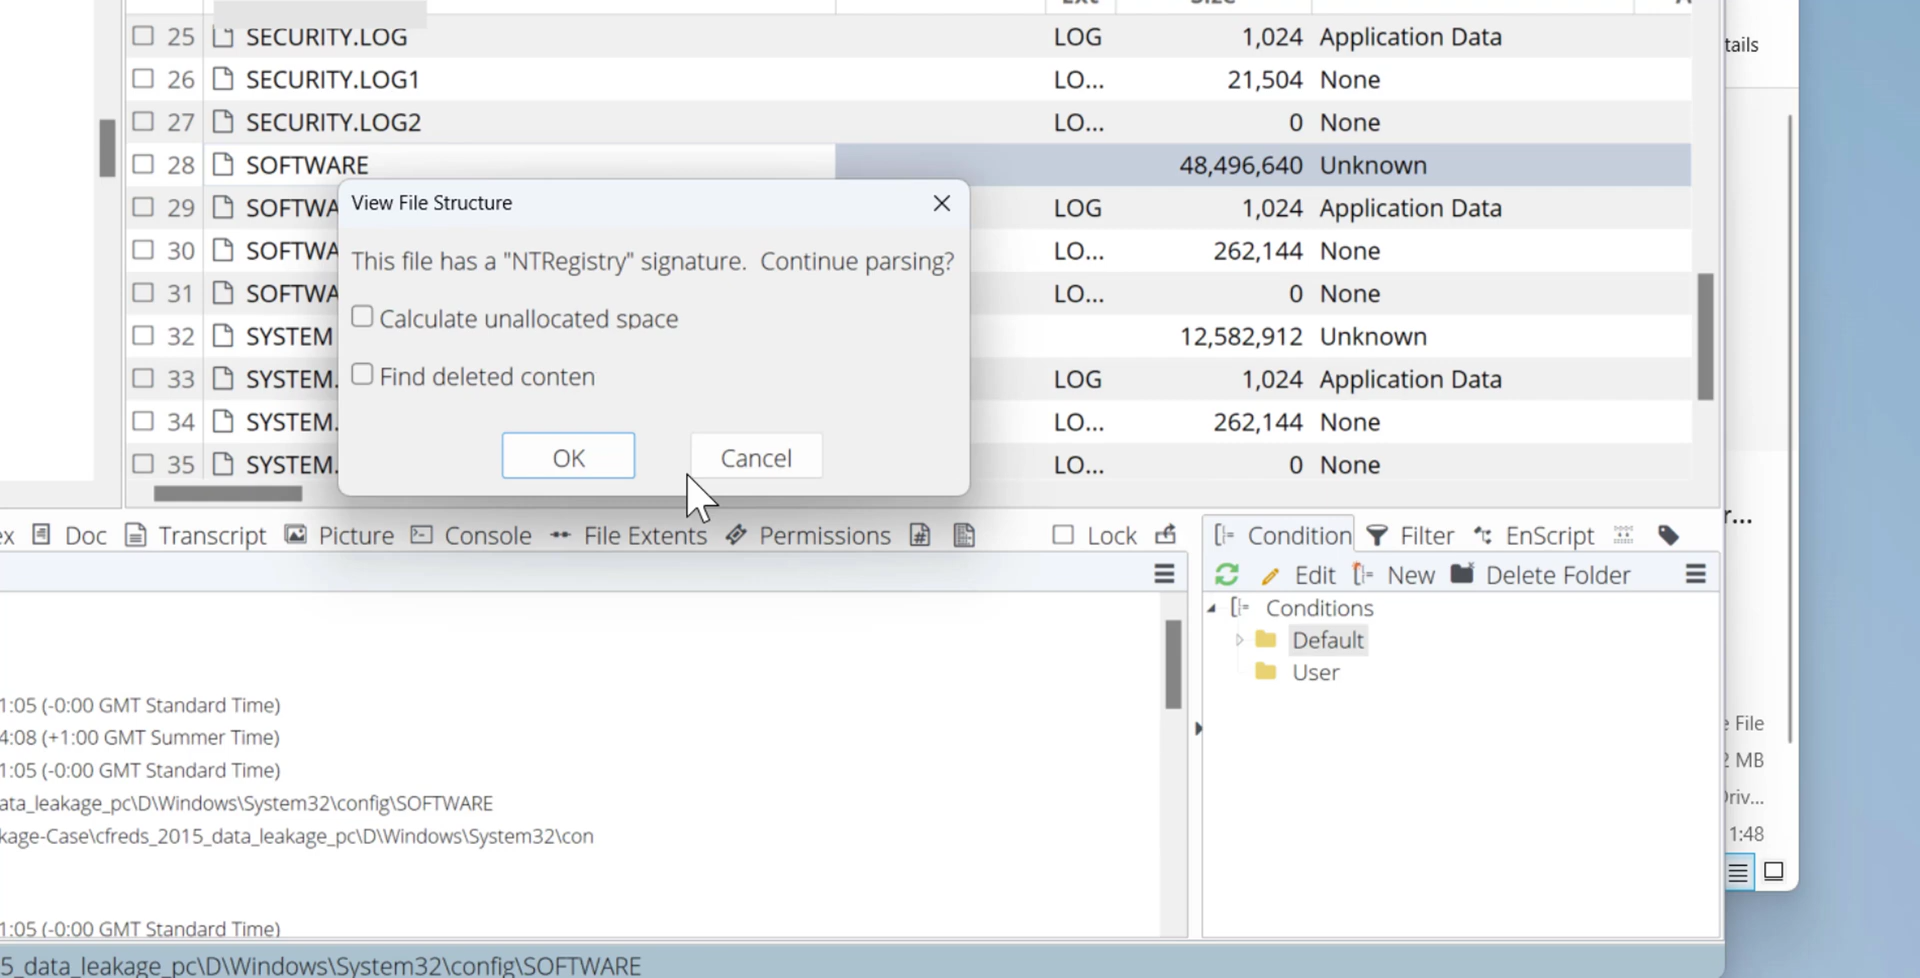 tails
25 SECURITY.LOG LOG 1,024 Application Data
26 SECURITY.LOG1 LO... 21,504 None
27 SECURITY.LOG2 LO... 0 None
28 SOFTWARE 48,496,640 Unknown
29 SOFTWA LOG 1,024 Application Data
30 SOFTWA LO... 262,144 None
31 SOFTWA LO... 0 None
32 SYSTEM 12,582,912 Unknown
33 SYSTEM. LOG 1,024 Application Data
34 SYSTEM. LO... 262,144 None
35 SYSTEM. LO... 0 None
View File Structure
This file has a "NTRegistry" signature. Continue parsing?
Calculate unallocated space
Find deleted conten
OK Cancel
r...
ex Doc Transcript Picture Console File Extents Permissions Lock
Condition Filter EnScript
Edit New Delete Folder
Conditions
Default
User
1:05 (-0:00 GMT Standard Time)
4:08 (+1:00 GMT Summer Time)
1:05 (-0:00 GMT Standard Time)
ata_leakage_pc\D\Windows\System32\config\SOFTWARE
kage-Case\cfreds_2015_data_leakage_pc\D\Windows\System32\con
1:05 (-0:00 GMT Standard Time)
e File
2 MB
Driv...
1:48
5_data_leakage_pc\D\Windows\System32\config\SOFTWARE